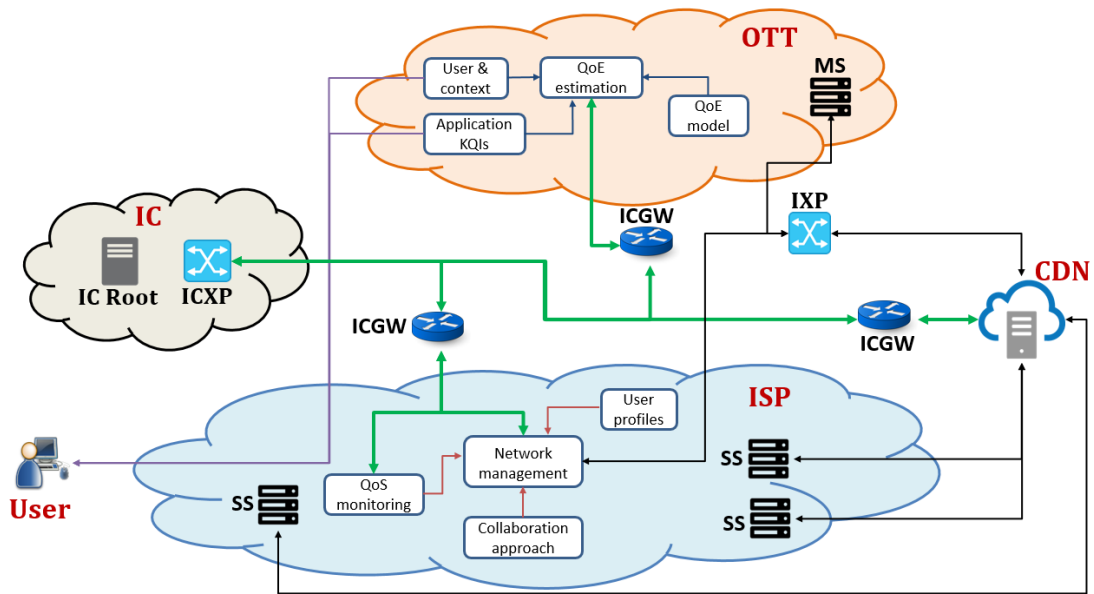 OTT
MS
User &
context
QoE
estimation
QoE
model
Application
KQIs
IXP
ICGW
IC
IC Root
ICXP
CDN
ICGW
ICGW
ISP
User
profiles
Network
management
QoS
monitoring
Collaboration
approach
SS
SS
SS
User